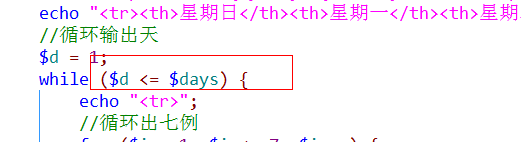 echo "<tr><th>星期日</th><th>星期一</th><th>星期
//循环输出天
$d = 1;
while ($d <= $days) {
echo "<tr>";
//循环出七例